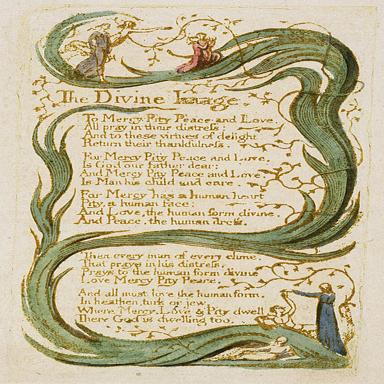 The Divine Image
To Mercy Pity Peace and Love,
All pray in their distress:
And to these virtues of delight
Return their thankfulness.
For Mercy Pity Peace and Love,
Is God our father dear:
And Mercy Pity Peace and Love,
Is Man his child and care.
For Mercy has a human heart
Pity, a human face:
And Love, the human form divine,
And Peace, the human dress.
Then every man of every clime,
That prays in his distress,
Prays to the human form divine
Love Mercy Pity Peace.
And all must love the human form,
In heathen, turk or jew.
Where Mercy, Love & Pity dwell
There God is dwelling too.